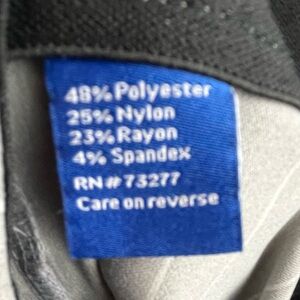 48% Polyester
25% Nylon
23% Rayon
4% Spandex
RN# 73277
Care on reverse